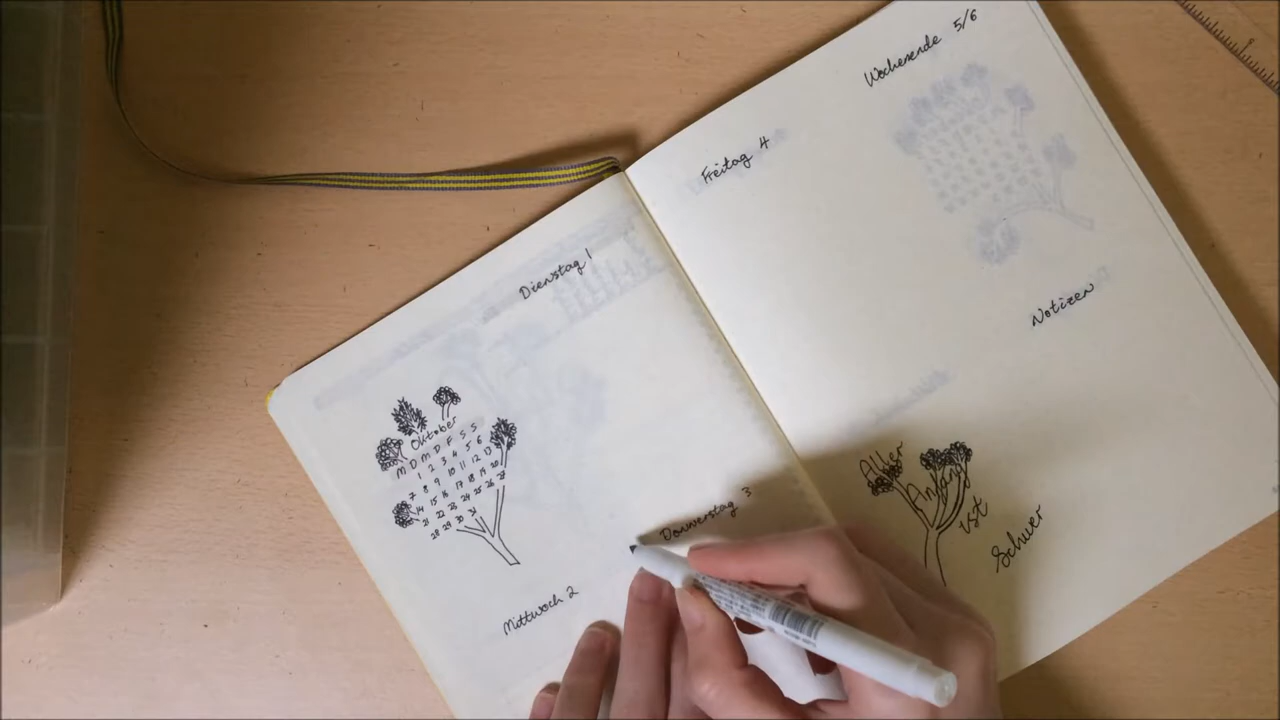 Dienstag 1
Oktober
M D M D F S S
1 2 3 4 5 6
7 8 9 10 11 12 13
14 15 16 17 18 19 20
21 22 23 24 25 26 27
28 29 30 31
Mittwoch 2
Donnerstag 3
Freitag 4
Wochenende 5/6
Notizen
Aller
Anfang
ist
Schwer